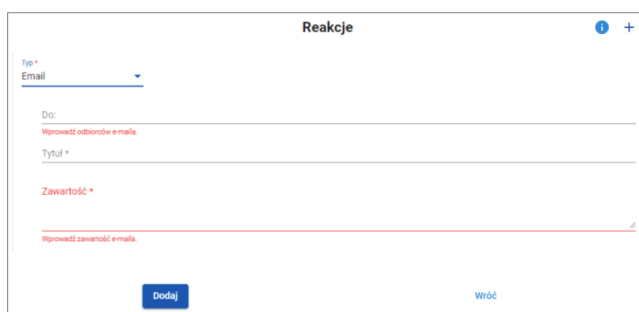 Reakcje
Typ *
Email
Do:
Wprowadź odbiorców e-maila.
Tytuł *
Zawartość *
Wprowadź zawartość e-maila.
Dodaj
Wróć